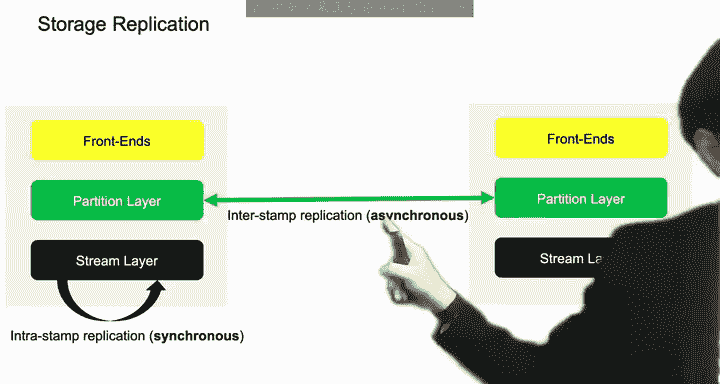 Storage Replication
Front-Ends
Partition Layer
Stream Layer
Intra-stamp replication (synchronous)
Inter-stamp replication (asynchronous)
Front-Ends
Partition Layer
Stream